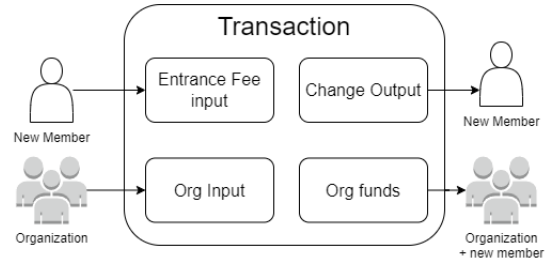 Transaction
Entrance Fee
input
Change Output
New Member
New Member
Org Input
Org funds
Organization
Organization
+ new member